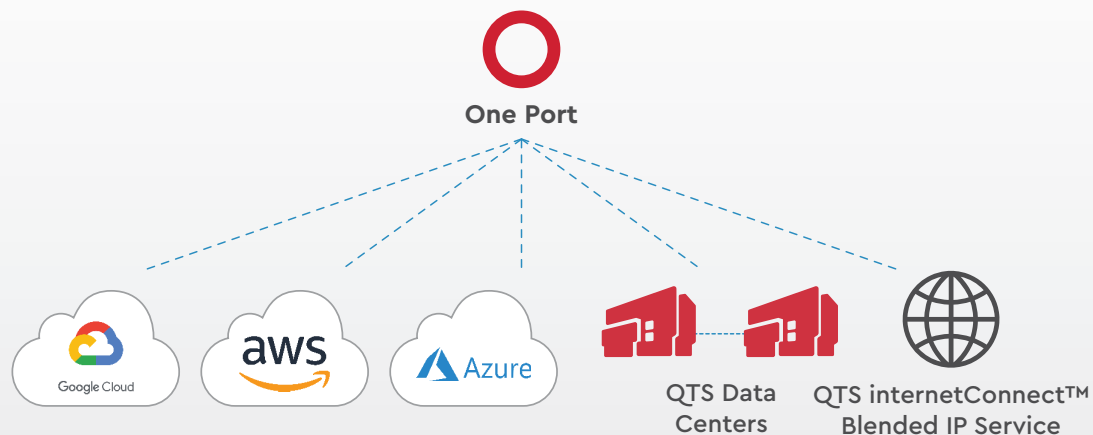 One Port
Google Cloud
aws
Azure
QTS Data
Centers
QTS internetConnect™
Blended IP Service